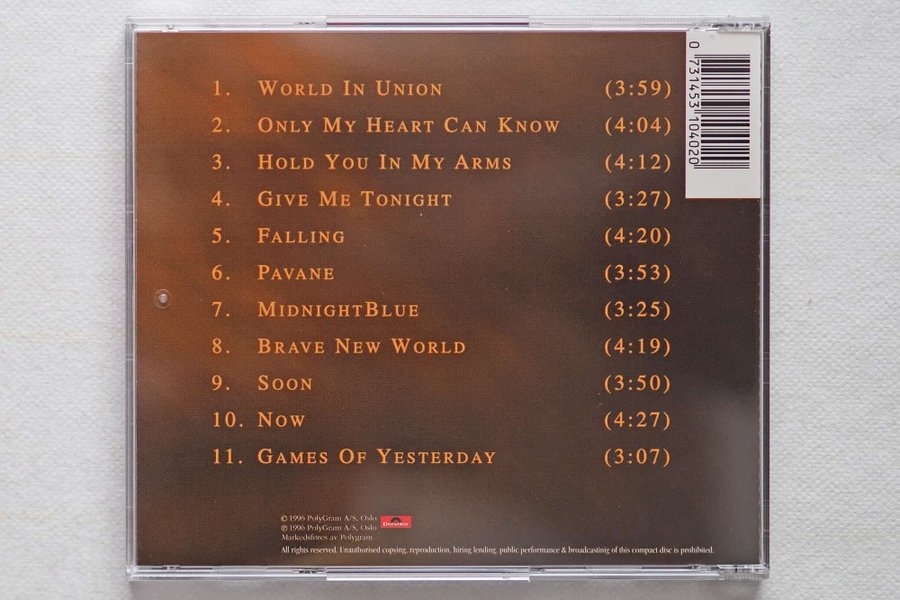 1. World In Union (3:59)
2. Only My Heart Can Know (4:04)
3. Hold You In My Arms (4:12)
4. Give Me Tonight (3:27)
5. Falling (4:20)
6. Pavane (3:53)
7. MidnightBlue (3:25)
8. Brave New World (4:19)
9. Soon (3:50)
10. Now (4:27)
11. Games Of Yesterday (3:07)
0 731453 104020
© 1996 PolyGram A/S, Oslo
℗ 1996 PolyGram A/S, Oslo
Polydor
Markedsføres av Polygram
All rights reserved. Unauthorised copying, reproduction, hiring lending, public performance & broadcasting of this compact disc is prohibited.